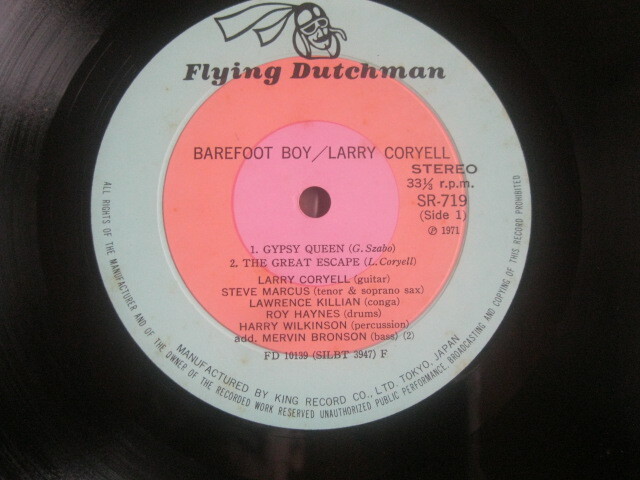 Flying Dutchman
BAREFOOT BOY/LARRY CORYELL
STEREO
33⅓ r.p.m.
SR-719
(Side 1)
℗ 1971
1. GYPSY QUEEN (G. Szabo)
2. THE GREAT ESCAPE (L. Coryell)
LARRY CORYELL (guitar)
STEVE MARCUS (tenor & soprano sax)
LAWRENCE KILLIAN (conga)
ROY HAYNES (drums)
HARRY WILKINSON (percussion)
add. MERVIN BRONSON (bass) (2)
FD 10139 (SILBT 3947) F
MANUFACTURED BY KING RECORD CO., LTD. TOKYO, JAPAN
ALL RIGHTS OF THE MANUFACTURER AND OF THE OWNER OF THE RECORDED WORK RESERVED UNAUTHORIZED PUBLIC PERFORMANCE, BROADCASTING AND COPYING OF THIS RECORD PROHIBITED